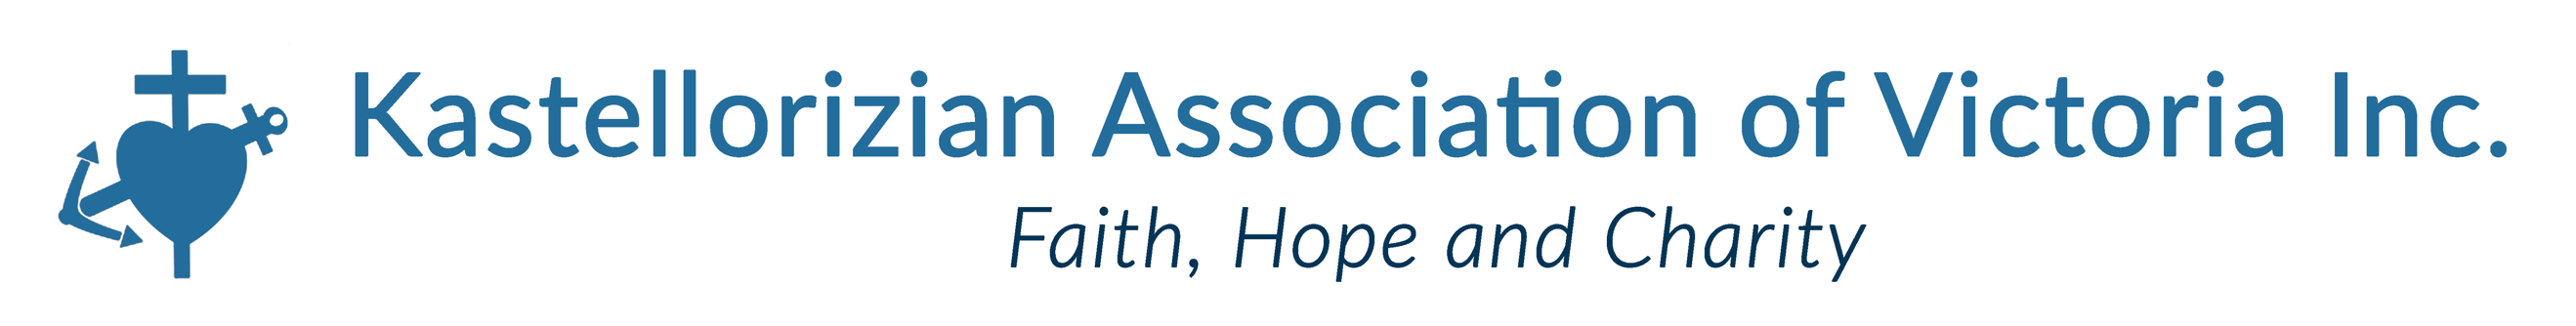 Kastellorizian Association of Victoria Inc.
Faith, Hope and Charity